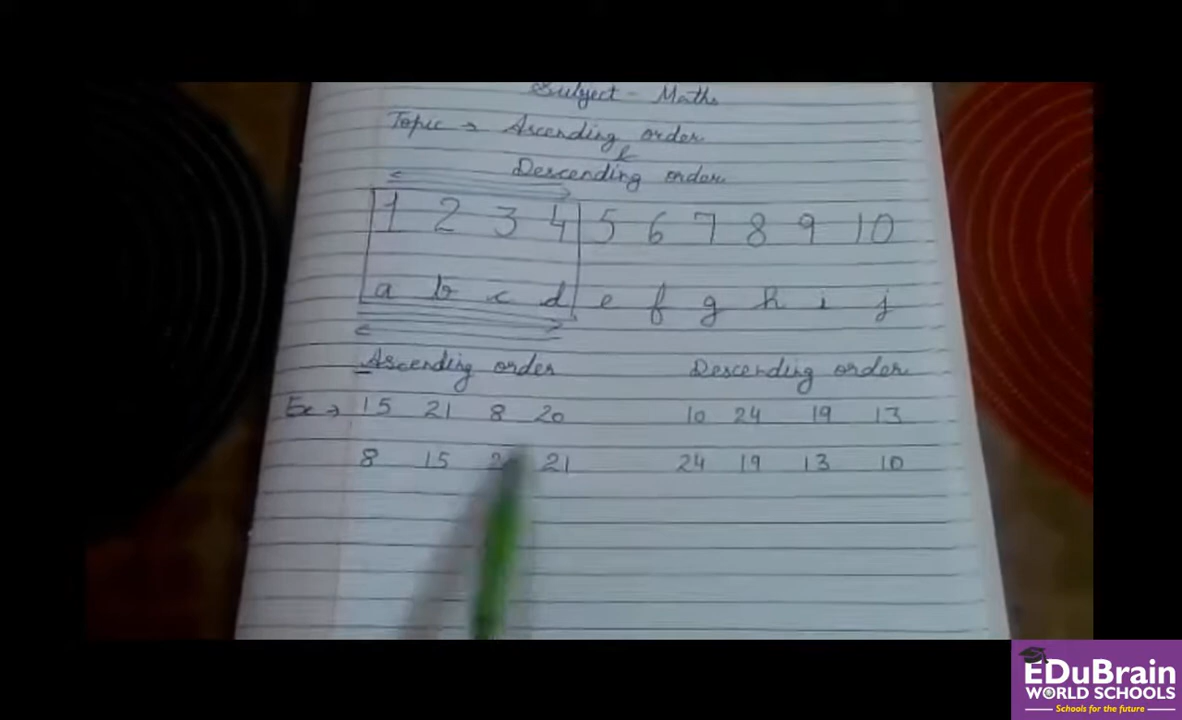 Subject - Maths
Topic → Ascending order
&
Descending order
1 2 3 4 5 6 7 8 9 10
a b c d e f g h i j
Ascending order Descending order
Ex → 15 21 8 20 10 24 19 13
8 15 21 24 19 13 10
EDuBrain
WORLD SCHOOLS
Schools for the future